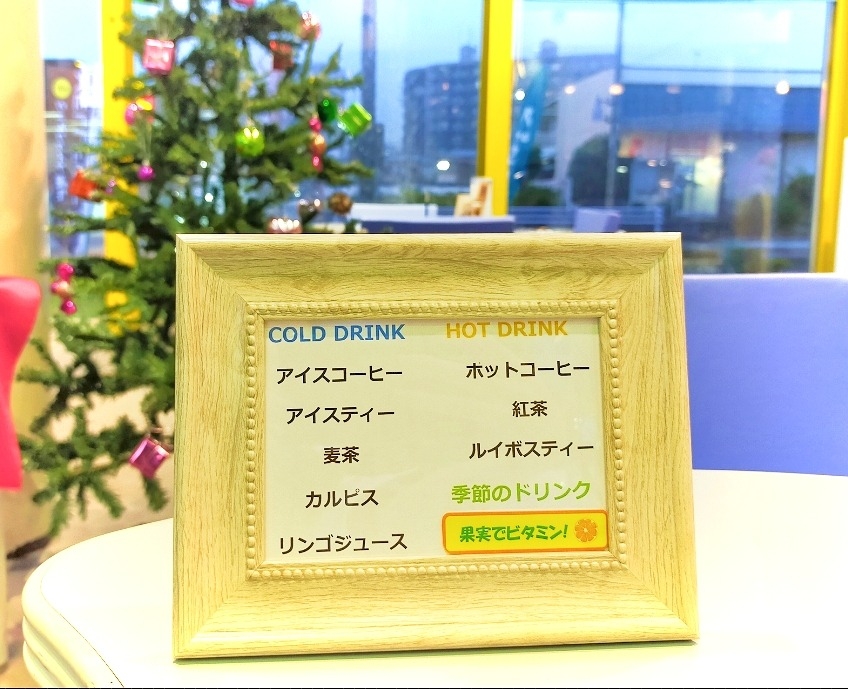 COLD DRINK
アイスコーヒー
アイスティー
麦茶
カルピス
リンゴジュース
HOT DRINK
ホットコーヒー
紅茶
ルイボスティー
季節のドリンク
果実でビタミン!